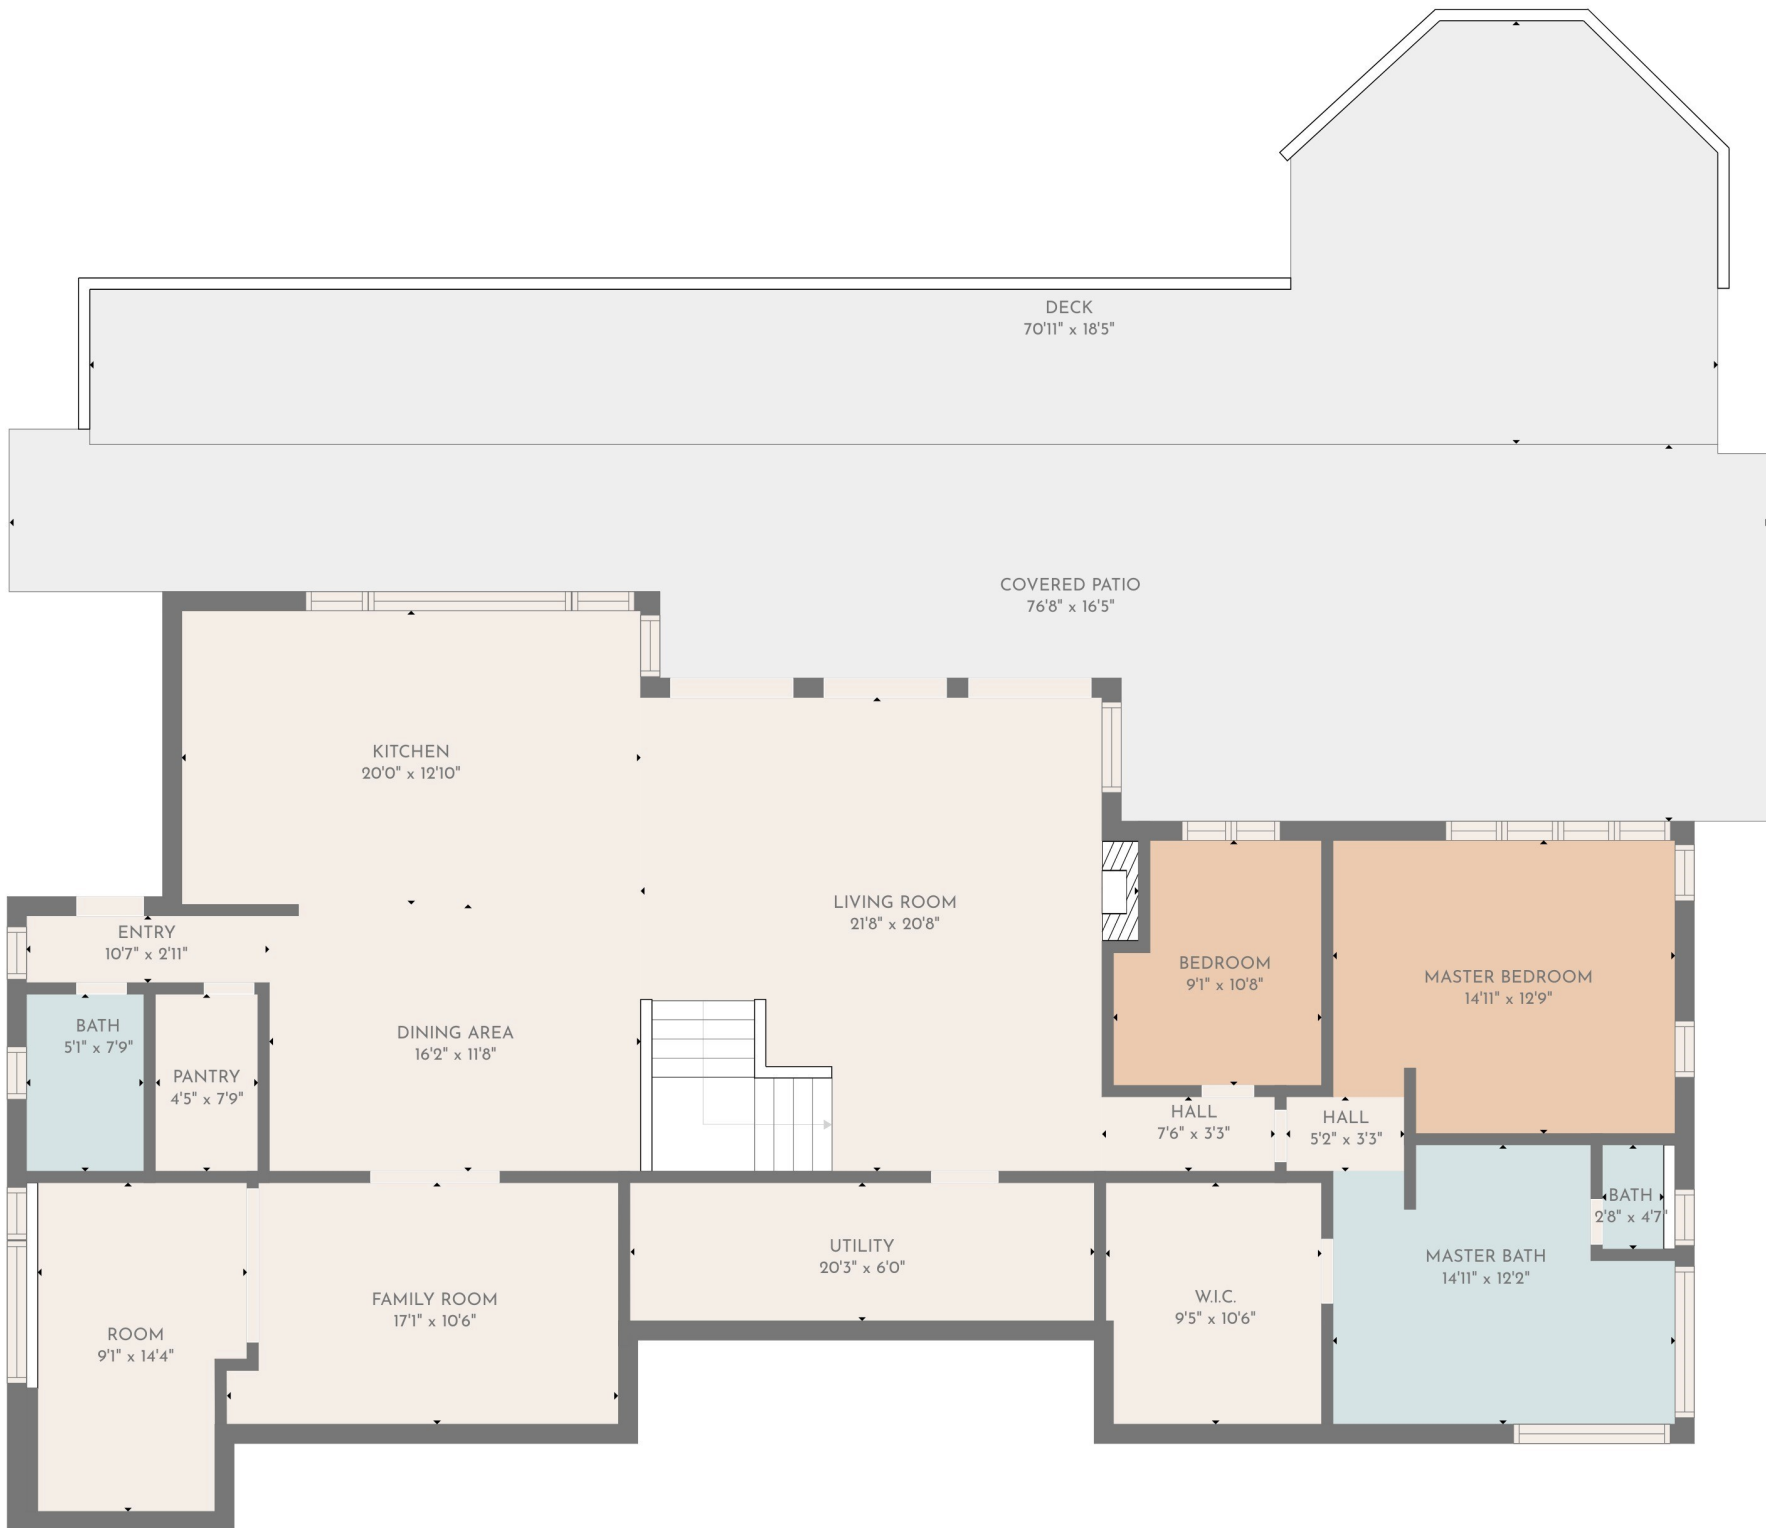 DECK
70'11" x 18'5"
COVERED PATIO
76'8" x 16'5"
KITCHEN
20'0" x 12'10"
LIVING ROOM
21'8" x 20'8"
ENTRY
10'7" x 2'11"
BEDROOM
9'1" x 10'8"
MASTER BEDROOM
14'11" x 12'9"
BATH
5'1" x 7'9"
DINING AREA
16'2" x 11'8"
PANTRY
4'5" x 7'9"
HALL
7'6" x 3'3"
HALL
5'2" x 3'3"
BATH
2'8" x 4'7"
UTILITY
20'3" x 6'0"
MASTER BATH
14'11" x 12'2"
FAMILY ROOM
17'1" x 10'6"
W.I.C.
9'5" x 10'6"
ROOM
9'1" x 14'4"